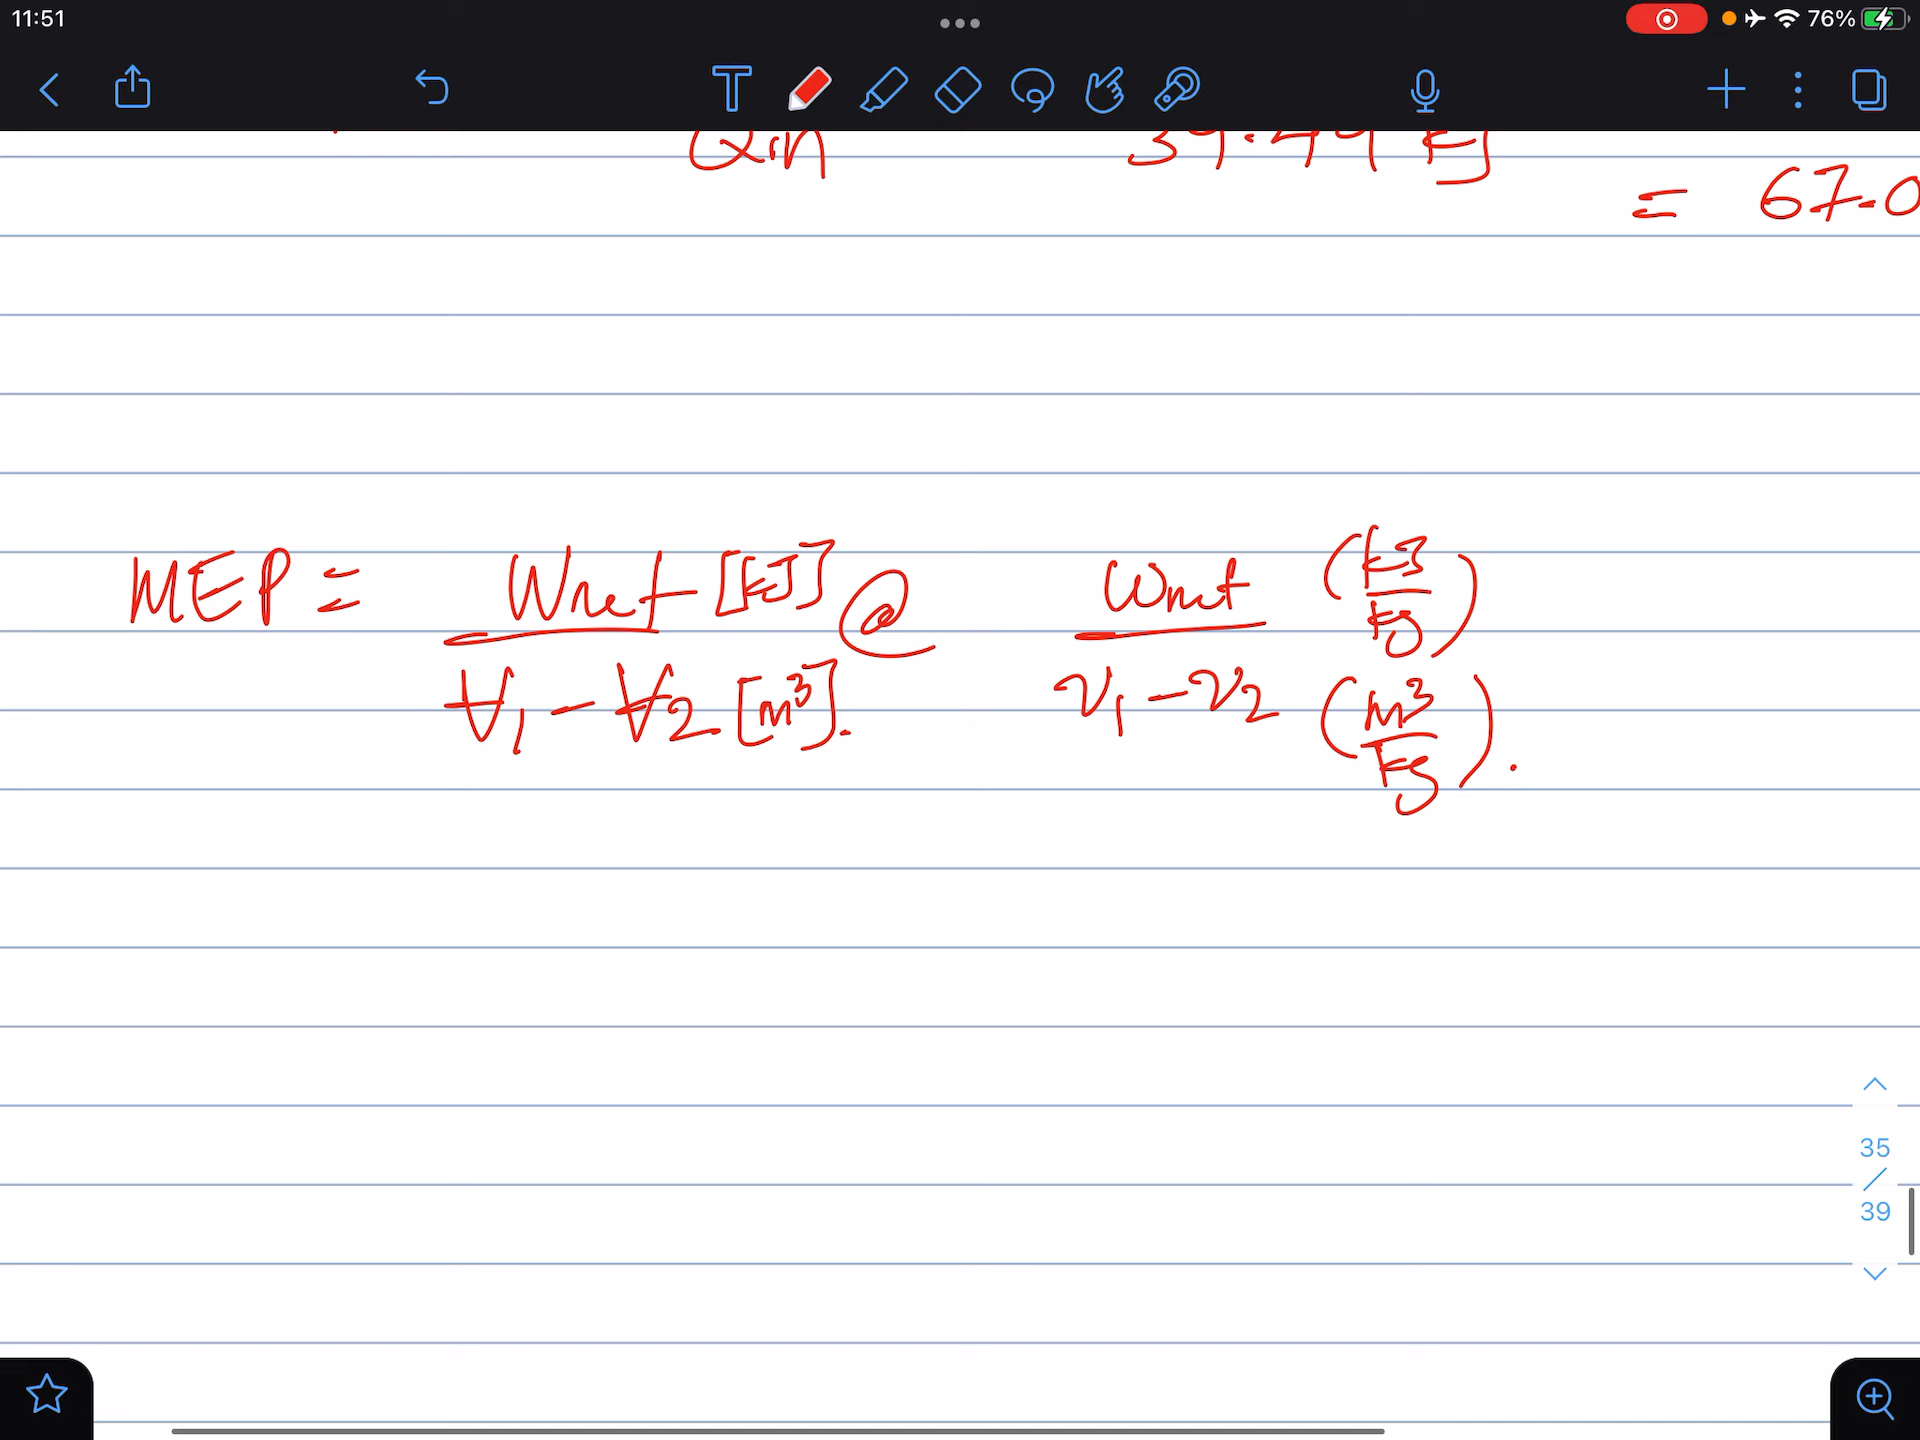 11:51
76%
Qin
= 67.0
MEP = Wnet [kJ] @ wnet (kJ/kg)
V1 - V2 [m³]. v1 - v2 (m³/kg).
35
/
39